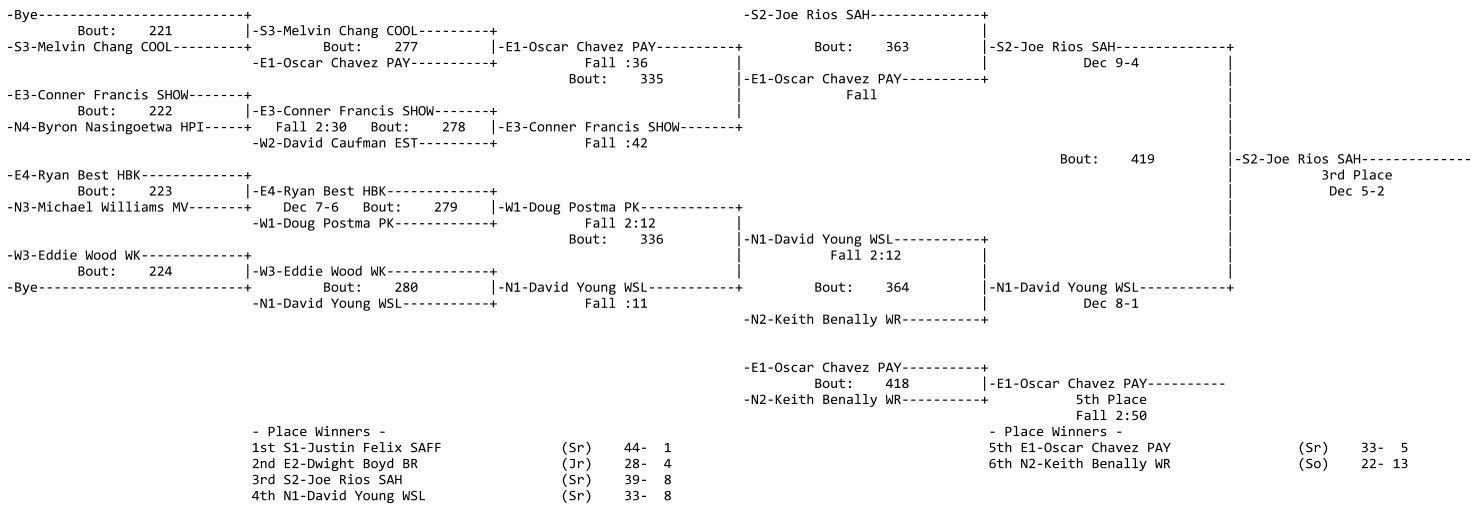 -Bye--------------------------+                                                              -S2-Joe Rios SAH--------------+
         Bout:    221         |-S3-Melvin Chang COOL---------+                                                             |
-S3-Melvin Chang COOL---------+         Bout:    277         |-E1-Oscar Chavez PAY----------+         Bout:    363         |-S2-Joe Rios SAH--------------+
                               -E1-Oscar Chavez PAY----------+           Fall :36           |                              |            Dec 9-4           |
                                                                       Bout:    335         |-E1-Oscar Chavez PAY----------+                              |
-E3-Conner Francis SHOW-------+                                                             |             Fall                                            |
         Bout:    222         |-E3-Conner Francis SHOW-------+                              |                                                             |
-N4-Byron Nasingoetwa HPI-----+   Fall 2:30   Bout:    278   |-E3-Conner Francis SHOW-------+                                                             |
                               -W2-David Caufman EST---------+           Fall :42                                                                         |
                                                                                                                                     Bout:    419         |-S2-Joe Rios SAH--------------
-E4-Ryan Best HBK-------------+                                                                                                                           |           3rd Place
         Bout:    223         |-E4-Ryan Best HBK-------------+                                                                                            |            Dec 5-2
-N3-Michael Williams MV-------+    Dec 7-6   Bout:    279    |-W1-Doug Postma PK------------+                                                             |
                               -W1-Doug Postma PK------------+           Fall 2:12          |                                                             |
                                                                       Bout:    336         |-N1-David Young WSL-----------+                              |
-W3-Eddie Wood WK-------------+                                                             |           Fall 2:12          |                              |
         Bout:    224         |-W3-Eddie Wood WK-------------+                              |                              |                              |
-Bye--------------------------+         Bout:    280         |-N1-David Young WSL-----------+         Bout:    364         |-N1-David Young WSL-----------+
                               -N1-David Young WSL-----------+           Fall :11                                          |            Dec 8-1
                                                                                             -N2-Keith Benally WR----------+
                                                                                             -E1-Oscar Chavez PAY----------+
                                                                                                      Bout:    418         |-E1-Oscar Chavez PAY----------
                                                                                             -N2-Keith Benally WR----------+           5th Place
                                                                                                                                       Fall 2:50
                               - Place Winners -                                                                            - Place Winners -
                               1st S1-Justin Felix SAFF               (Sr)    44-  1                                        5th E1-Oscar Chavez PAY                (Sr)    33-  5
                               2nd E2-Dwight Boyd BR                  (Jr)    28-  4                                        6th N2-Keith Benally WR                (So)    22- 13
                               3rd S2-Joe Rios SAH                    (Sr)    39-  8
                               4th N1-David Young WSL                 (Sr)    33-  8